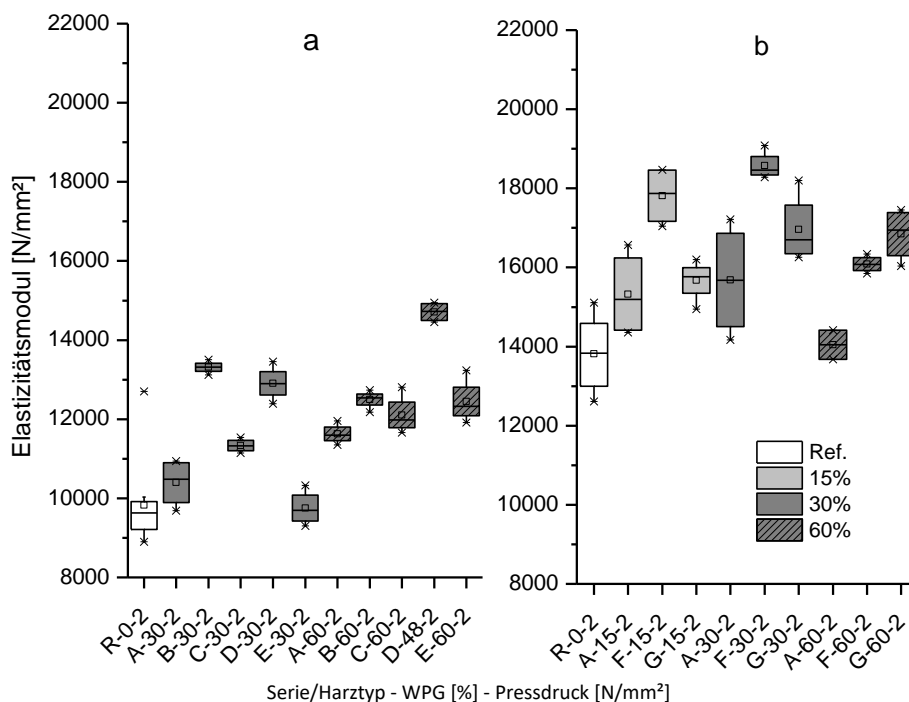 a
b
Elastizitätsmodul [N/mm²]
22000
20000
18000
16000
14000
12000
10000
8000
R-0-2
A-30-2
B-30-2
C-30-2
D-30-2
E-30-2
A-60-2
B-60-2
C-60-2
D-48-2
E-60-2
22000
20000
18000
16000
14000
12000
10000
8000
Ref.
15%
30%
60%
R-0-2
A-15-2
F-15-2
G-15-2
A-30-2
F-30-2
G-30-2
A-60-2
F-60-2
G-60-2
Serie/Harztyp - WPG [%] - Pressdruck [N/mm²]